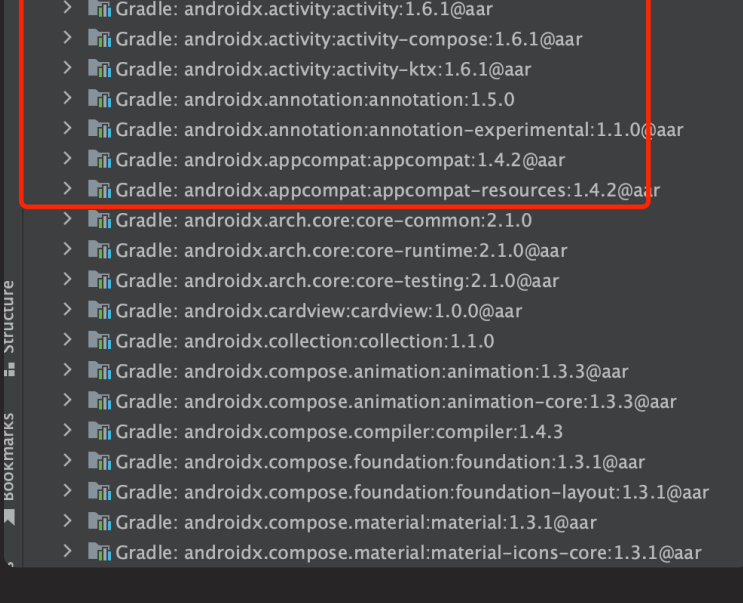 Gradle: androidx.activity:activity:1.6.1@aar
Gradle: androidx.activity:activity-compose:1.6.1@aar
Gradle: androidx.activity:activity-ktx:1.6.1@aar
Gradle: androidx.annotation:annotation:1.5.0
Gradle: androidx.annotation:annotation-experimental:1.1.0@aar
Gradle: androidx.appcompat:appcompat:1.4.2@aar
Gradle: androidx.appcompat:appcompat-resources:1.4.2@aar
Gradle: androidx.arch.core:core-common:2.1.0
Gradle: androidx.arch.core:core-runtime:2.1.0@aar
Gradle: androidx.arch.core:core-testing:2.1.0@aar
Gradle: androidx.cardview:cardview:1.0.0@aar
Gradle: androidx.collection:collection:1.1.0
Gradle: androidx.compose.animation:animation:1.3.3@aar
Gradle: androidx.compose.animation:animation-core:1.3.3@aar
Gradle: androidx.compose.compiler:compiler:1.4.3
Gradle: androidx.compose.foundation:foundation:1.3.1@aar
Gradle: androidx.compose.foundation:foundation-layout:1.3.1@aar
Gradle: androidx.compose.material:material:1.3.1@aar
Gradle: androidx.compose.material:material-icons-core:1.3.1@aar
Structure
Bookmarks